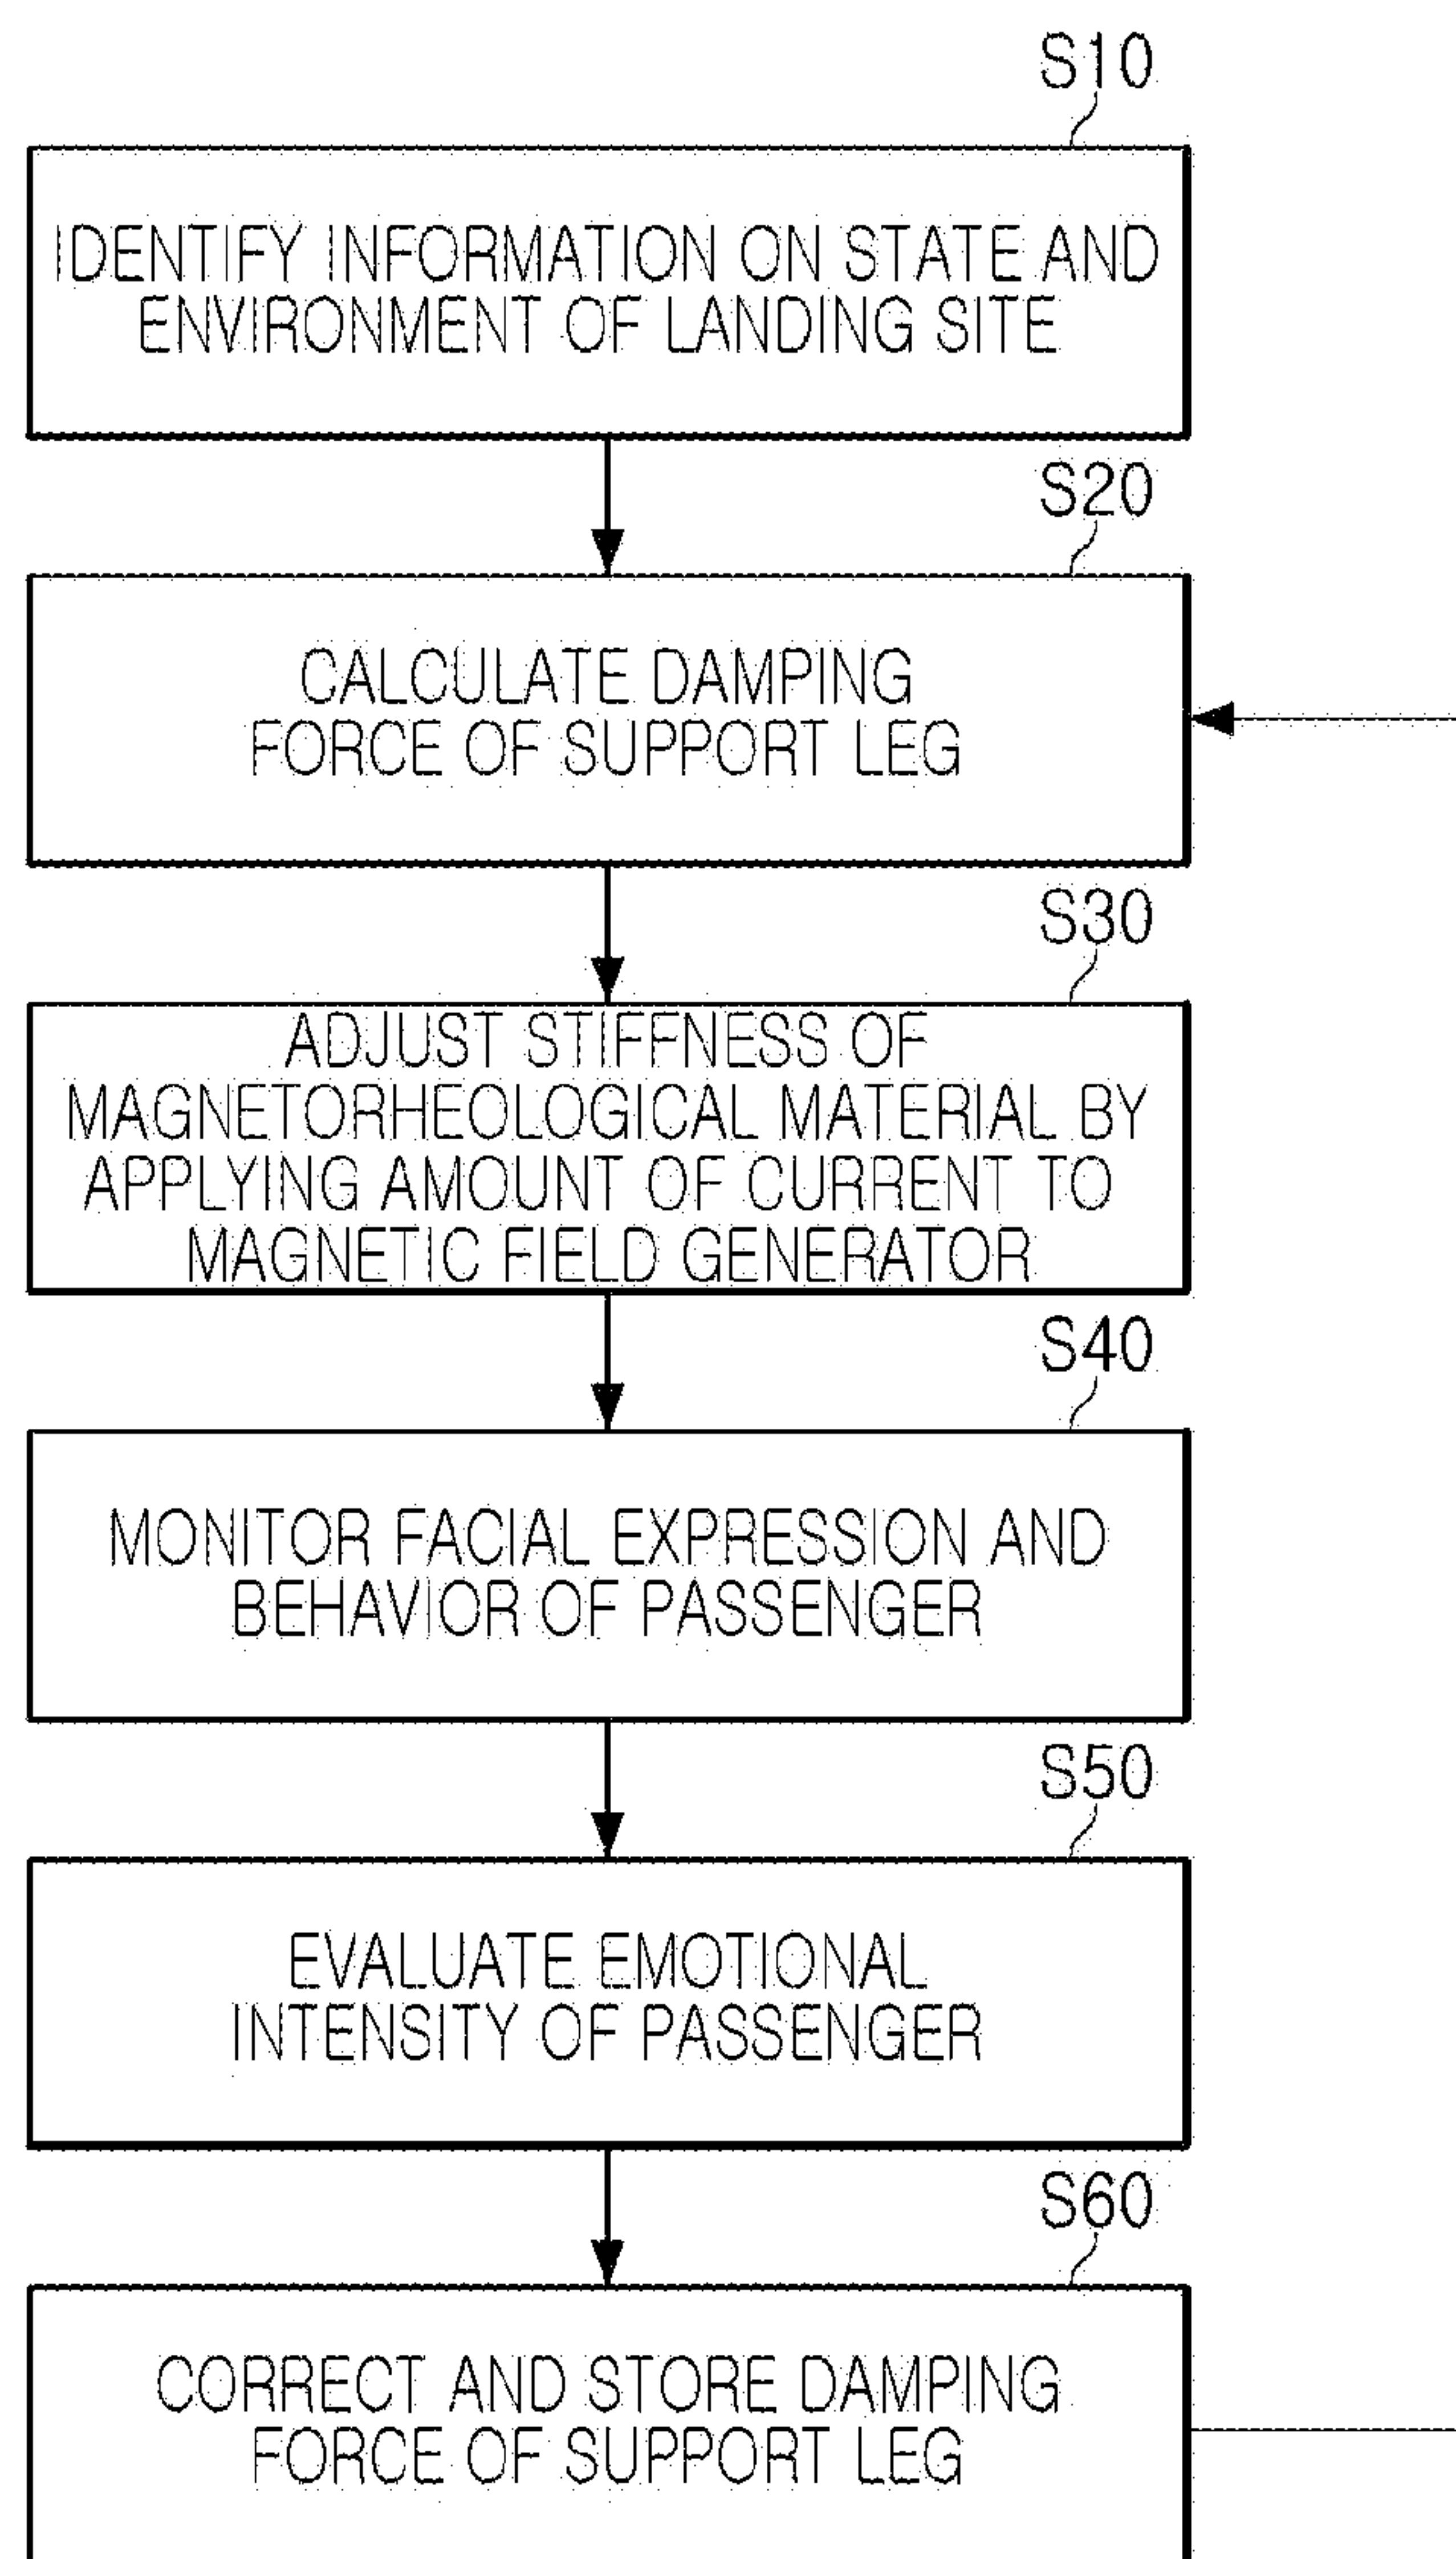 S10
IDENTIFY INFORMATION ON STATE AND
ENVIRONMENT OF LANDING SITE
S20
CALCULATE DAMPING
FORCE OF SUPPORT LEG
S30
ADJUST STIFFNESS OF
MAGNETORHEOLOGICAL MATERIAL BY
APPLYING AMOUNT OF CURRENT TO
MAGNETIC FIELD GENERATOR
S40
MONITOR FACIAL EXPRESSION AND
BEHAVIOR OF PASSENGER
S50
EVALUATE EMOTIONAL
INTENSITY OF PASSENGER
S60
CORRECT AND STORE DAMPING
FORCE OF SUPPORT LEG